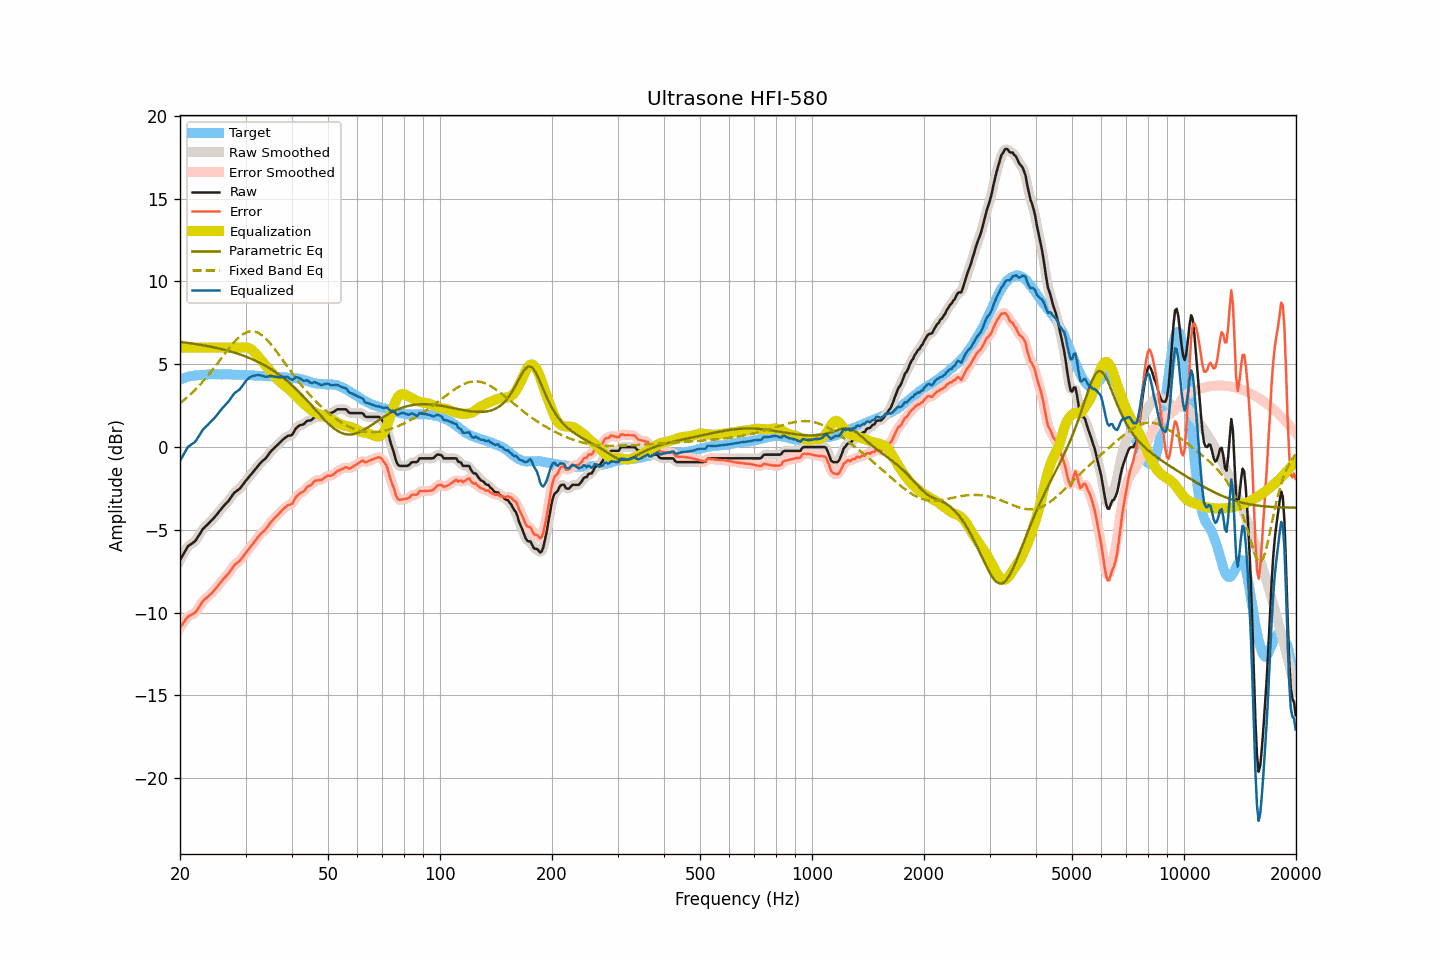 Ultrasone HFI-580
20
15
10
5
0
−5
−10
−15
−20
Amplitude (dBr)
Target
Raw Smoothed
Error Smoothed
Raw
Error
Equalization
Parametric Eq
Fixed Band Eq
Equalized
20 50 100 200 500 1000 2000 5000 10000 20000
Frequency (Hz)